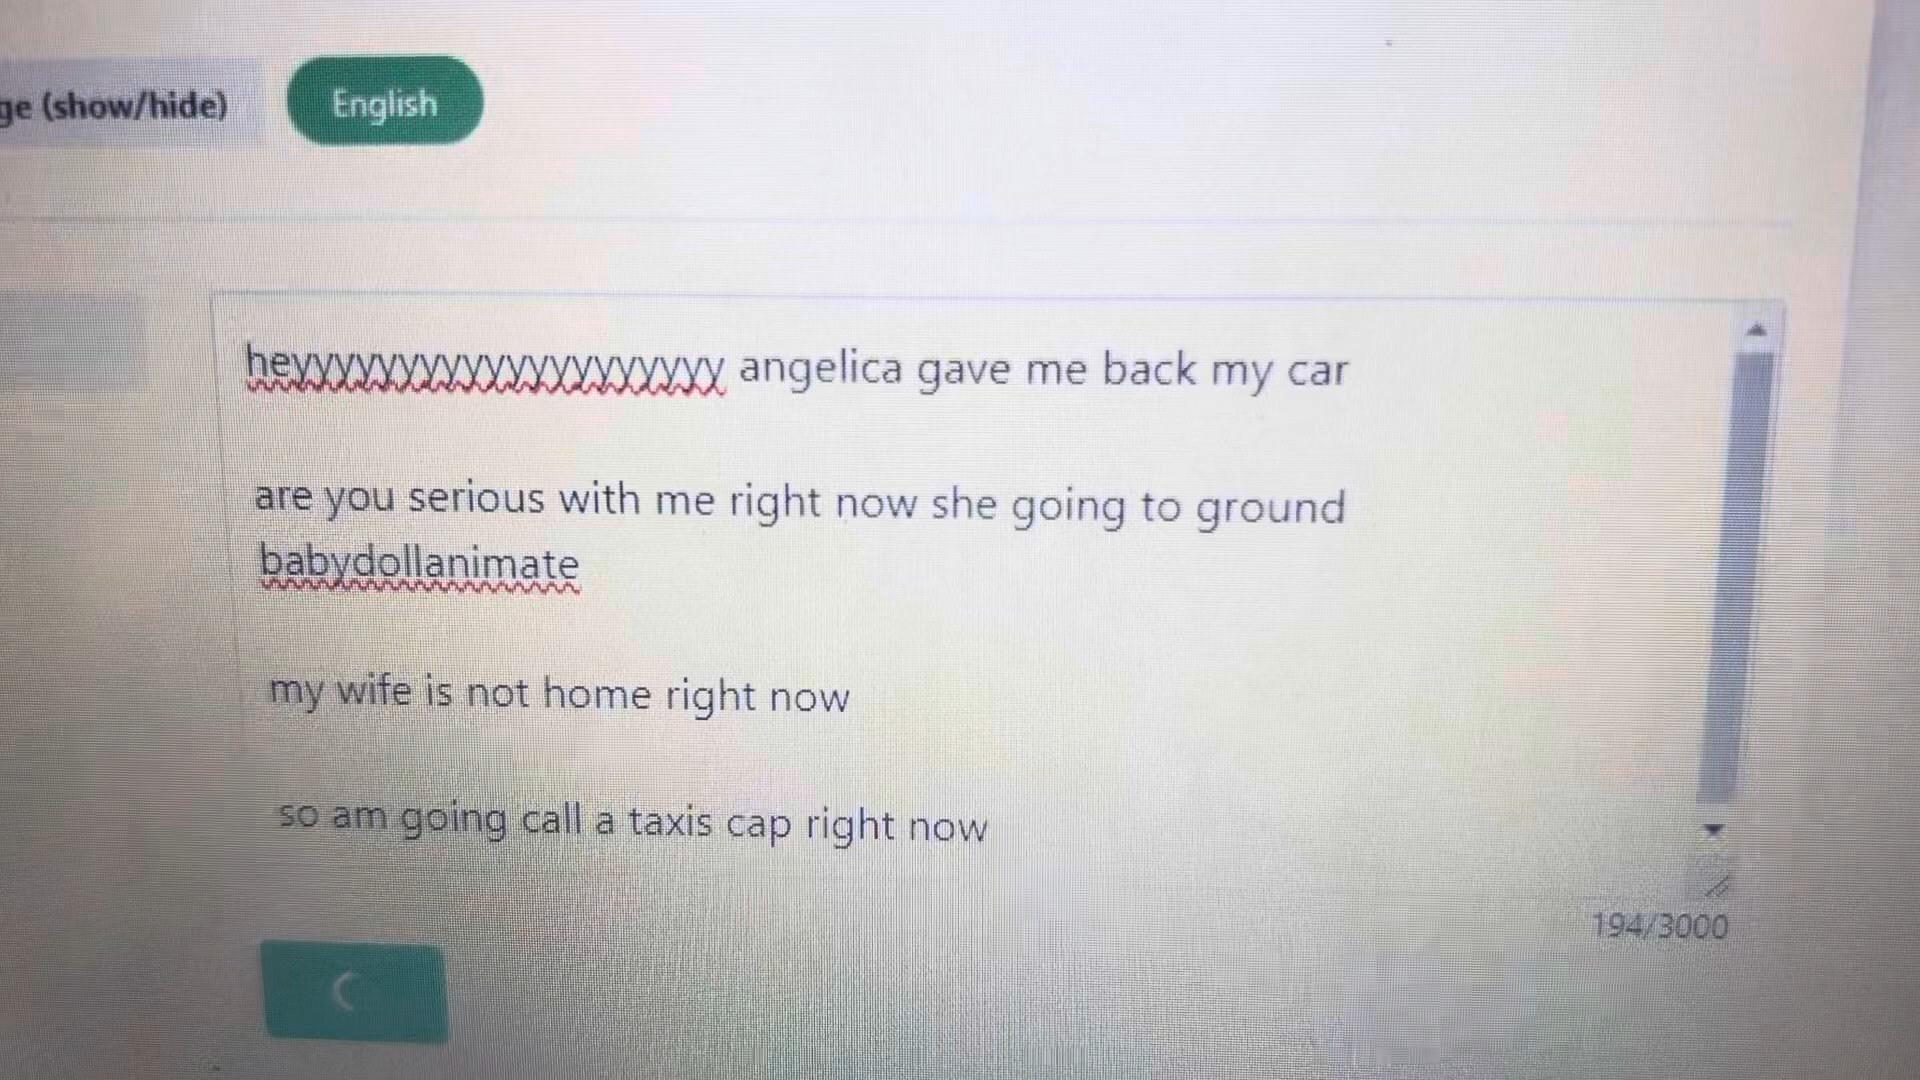 ge (show/hide)
English
heyyyyyyyyyyyyyyyyyyyy angelica gave me back my car
are you serious with me right now she going to ground
babydollanimate
my wife is not home right now
so am going call a taxis cap right now
194/3000